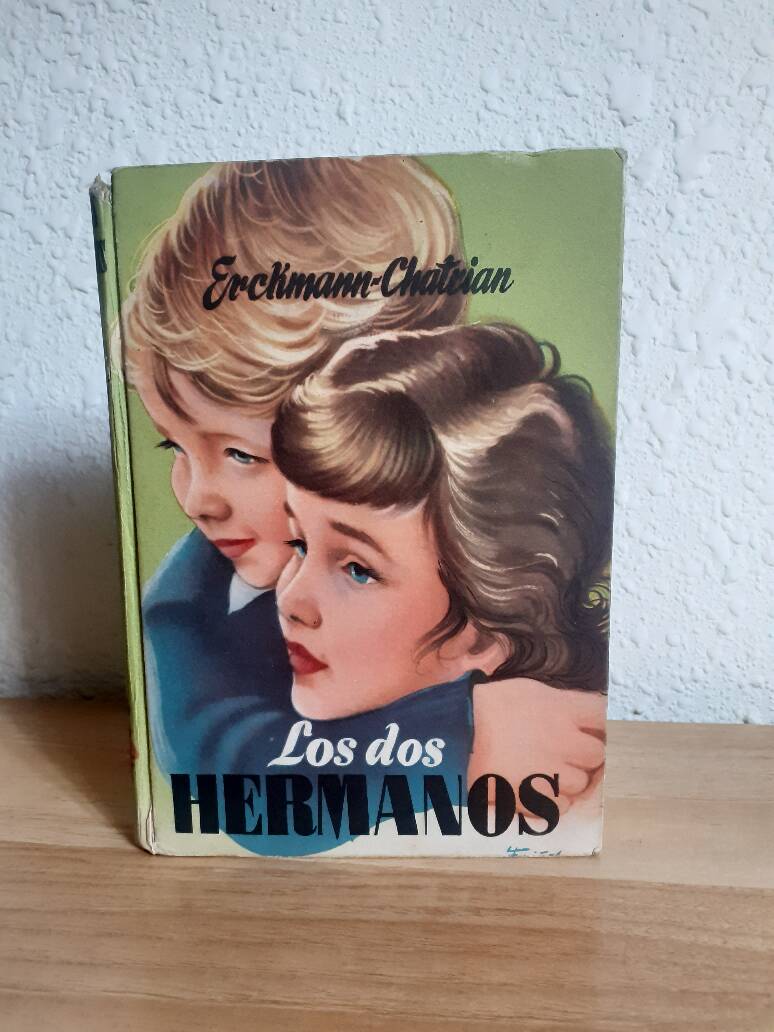 Erckmann-Chatrian
Los dos
HERMANOS